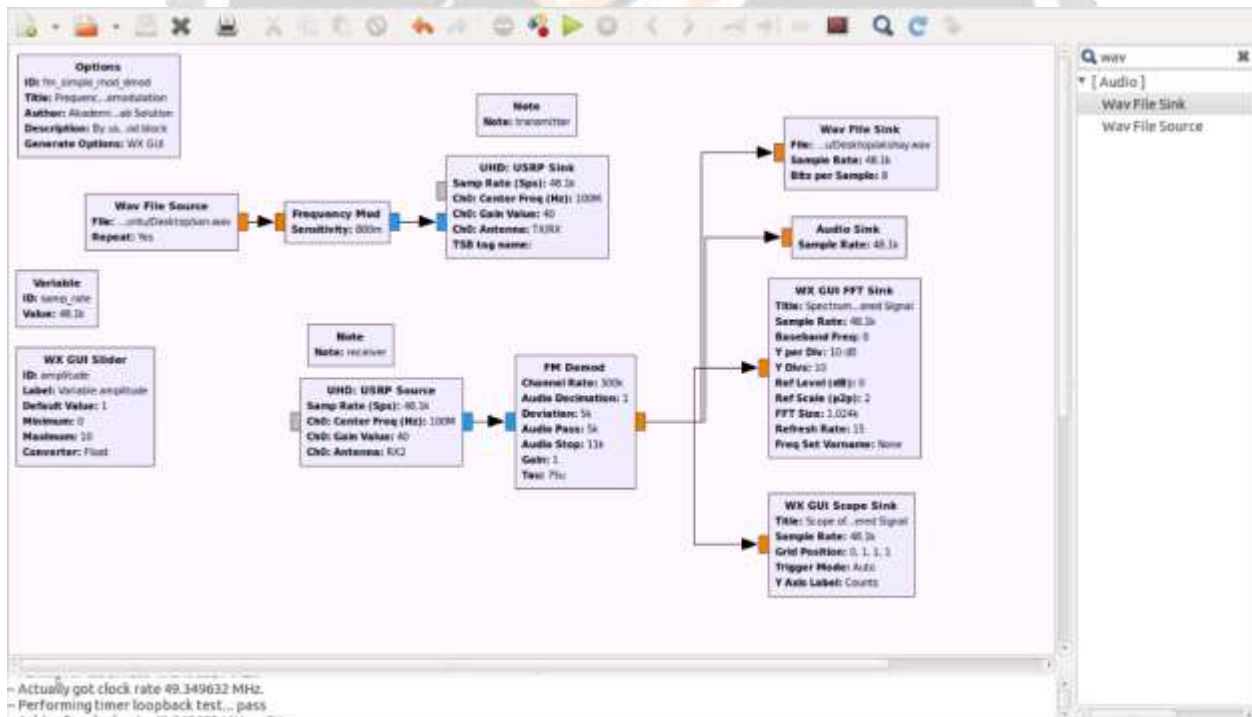 Options
ID: fm_simple_mod_dmod
Title: Frequenc...emodulation
Author: Akademi...ab Solution
Description: By us...od block
Generate Options: WX GUI
Note
Note: transmitter
Wav File Source
File: ...untu/Desktop/san.wav
Repeat: Yes
Frequency Mod
Sensitivity: 800m
UHD: USRP Sink
Samp Rate (Sps): 48.1k
Ch0: Center Freq (Hz): 100M
Ch0: Gain Value: 40
Ch0: Antenna: TX/RX
TSB tag name:
Wav File Sink
File: ...u/Desktop/akshay.wav
Sample Rate: 48.1k
Bits per Sample: 8
Audio Sink
Sample Rate: 48.1k
Variable
ID: samp_rate
Value: 48.1k
WX GUI Slider
ID: amplitude
Label: Variable amplitude
Default Value: 1
Minimum: 0
Maximum: 10
Converter: Float
Note
Note: receiver
UHD: USRP Source
Samp Rate (Sps): 48.1k
Ch0: Center Freq (Hz): 100M
Ch0: Gain Value: 40
Ch0: Antenna: RX2
FM Demod
Channel Rate: 300k
Audio Decimation: 1
Deviation: 5k
Audio Pass: 5k
Audio Stop: 11k
Gain: 1
Tau: 75u
WX GUI FFT Sink
Title: Spectrum...ered Signal
Sample Rate: 48.1k
Baseband Freq: 0
Y per Div: 10 dB
Y Divs: 10
Ref Level (dB): 0
Ref Scale (p2p): 2
FFT Size: 1.024k
Refresh Rate: 15
Freq Set Varname: None
WX GUI Scope Sink
Title: Scope of...ered Signal
Sample Rate: 48.1k
Grid Position: 0, 1, 1, 1
Trigger Mode: Auto
Y Axis Label: Counts
wav
[ Audio ]
Wav File Sink
Wav File Source
-- Actually got clock rate 49.349632 MHz.
-- Performing timer loopback test... pass